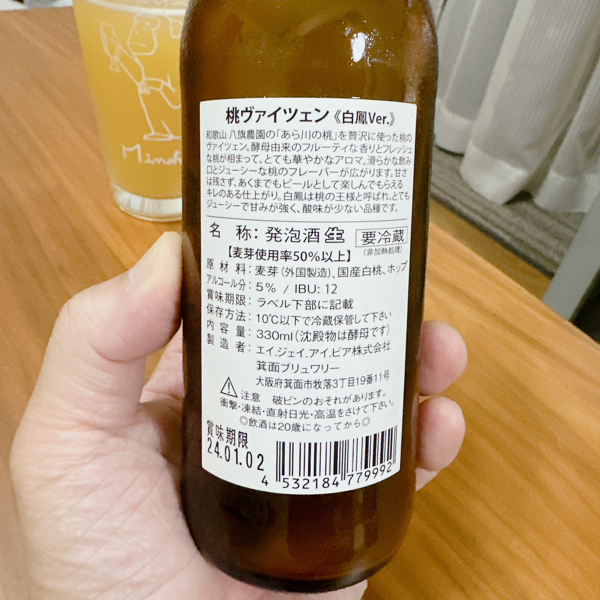 Minoh
桃ヴァイツェン《白鳳Ver.》
和歌山 八旗農園の「あら川の桃」を贅沢に使った桃の
ヴァイツェン。酵母由来のフルーティな香りとフレッシュ
な桃が相まって、とても華やかなアロマ。滑らかな飲み
口とジューシーな桃のフレーバーが広がります。甘さ
は残さず、あくまでもビールとして楽しんでもらえる
キレのある仕上がり。白鳳は桃の王様と呼ばれ、とても
ジューシーで甘みが強く、酸味が少ない品種です。
名 称: 発泡酒 生 要冷蔵
(非加熱処理)
【麦芽使用率50%以上】
原 材 料: 麦芽(外国製造)、国産白桃、ホップ
アルコール分: 5% / IBU: 12
賞味期限: ラベル下部に記載
保存方法: 10℃以下で冷蔵保管して下さい
内 容 量: 330ml(沈殿物は酵母です)
製 造 者: エイ.ジェイ.アイ.ビア株式会社
箕面ブリュワリー
大阪府箕面市牧落3丁目19番11号
注意 破ビンのおそれがあります。
衝撃・凍結・直射日光・高温をさけて下さい。
◎飲酒は20歳になってから◎
賞味期限
24.01.02
4 532184 779992